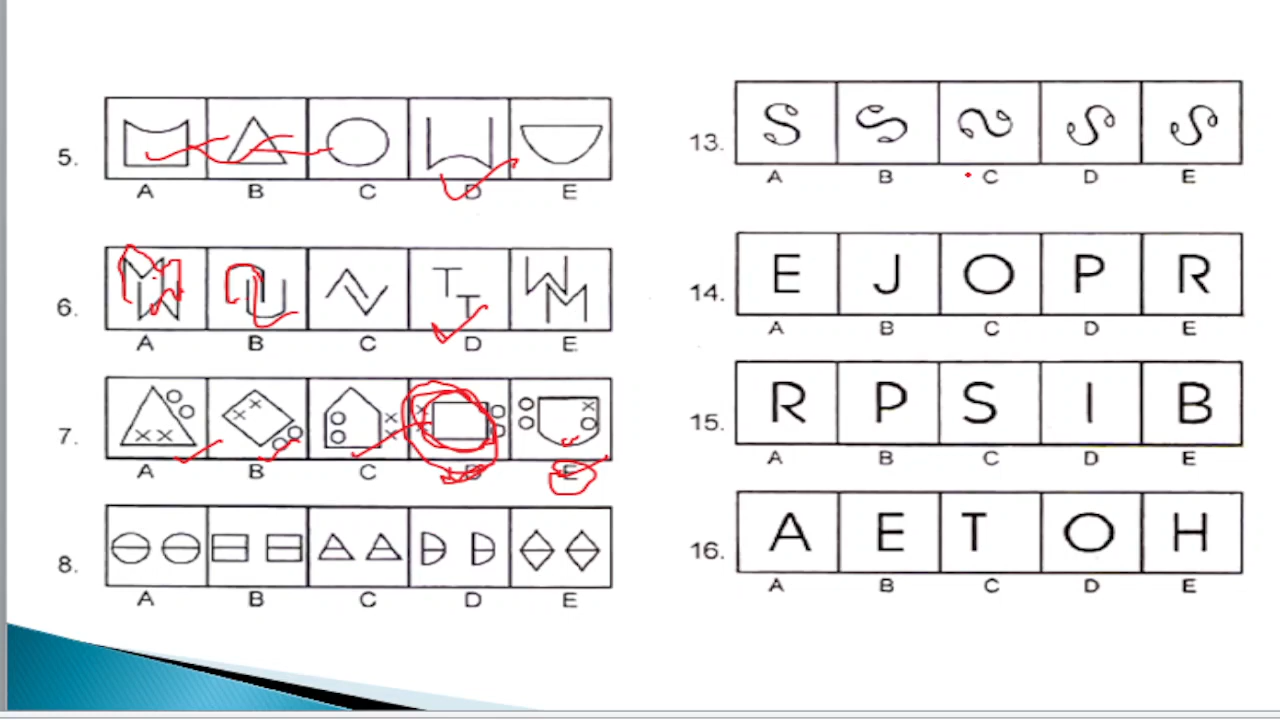 5.
A B C D E
6.
T
T
W
M
A B C D E
7.
A B C D E
8.
A B C D E
13.
S
A B C D E
14. E J O P R
A B C D E
15. R P S I B
A B C D E
16. A E T O H
A B C D E